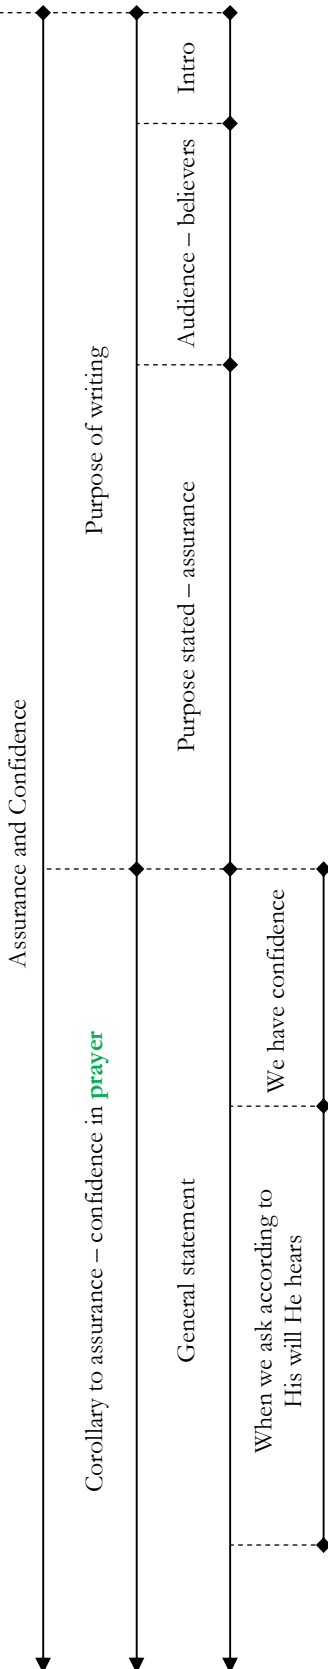 Assurance and Confidence
Purpose of writing
Corollary to assurance – confidence in prayer
Intro
Audience – believers
Purpose stated – assurance
General statement
We have confidence
When we ask according to
His will He hears